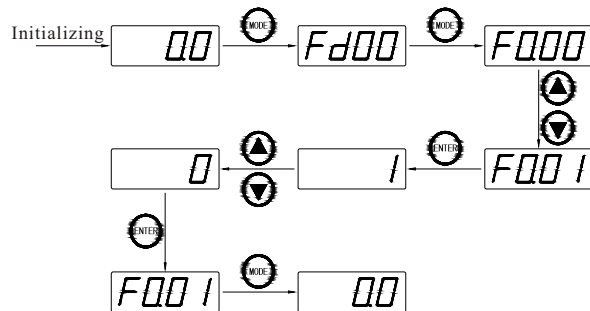 Initializing 0.0 MODE Fd00 MODE F0.00
0 1 ENTER F0.01
ENTER
F0.01 MODE 0.0